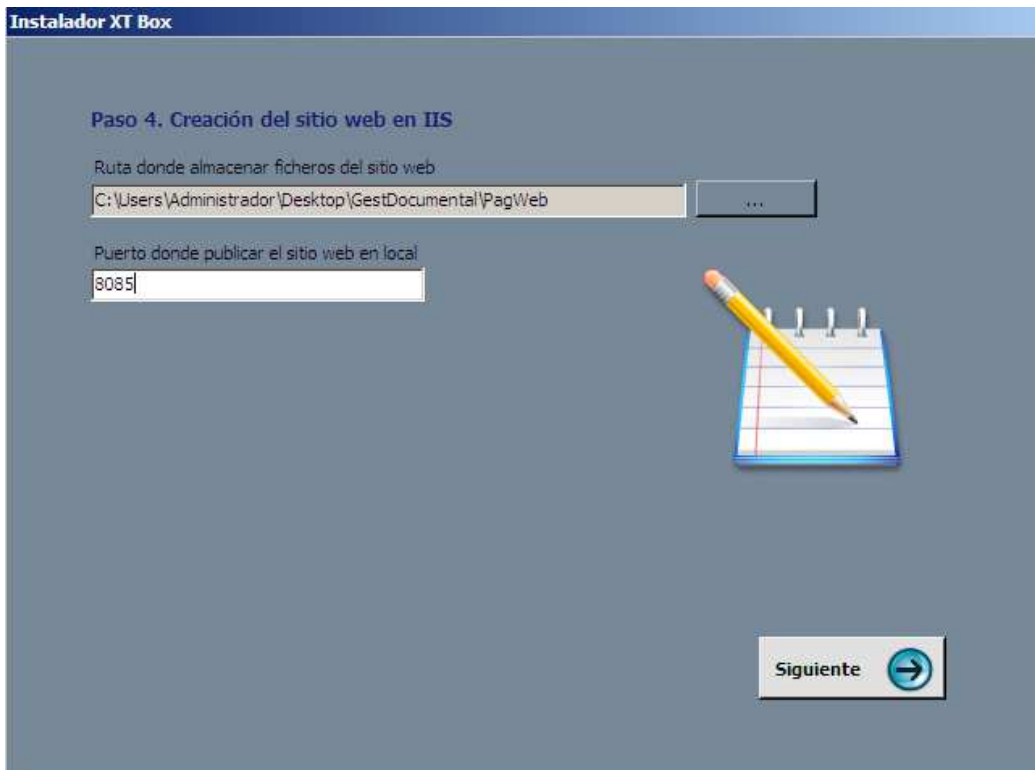 Instalador XT Box
Paso 4. Creación del sitio web en IIS
Ruta donde almacenar ficheros del sitio web
C:\Users\Administrador\Desktop\GestDocumental\PagWeb
...
Puerto donde publicar el sitio web en local
8085
Siguiente